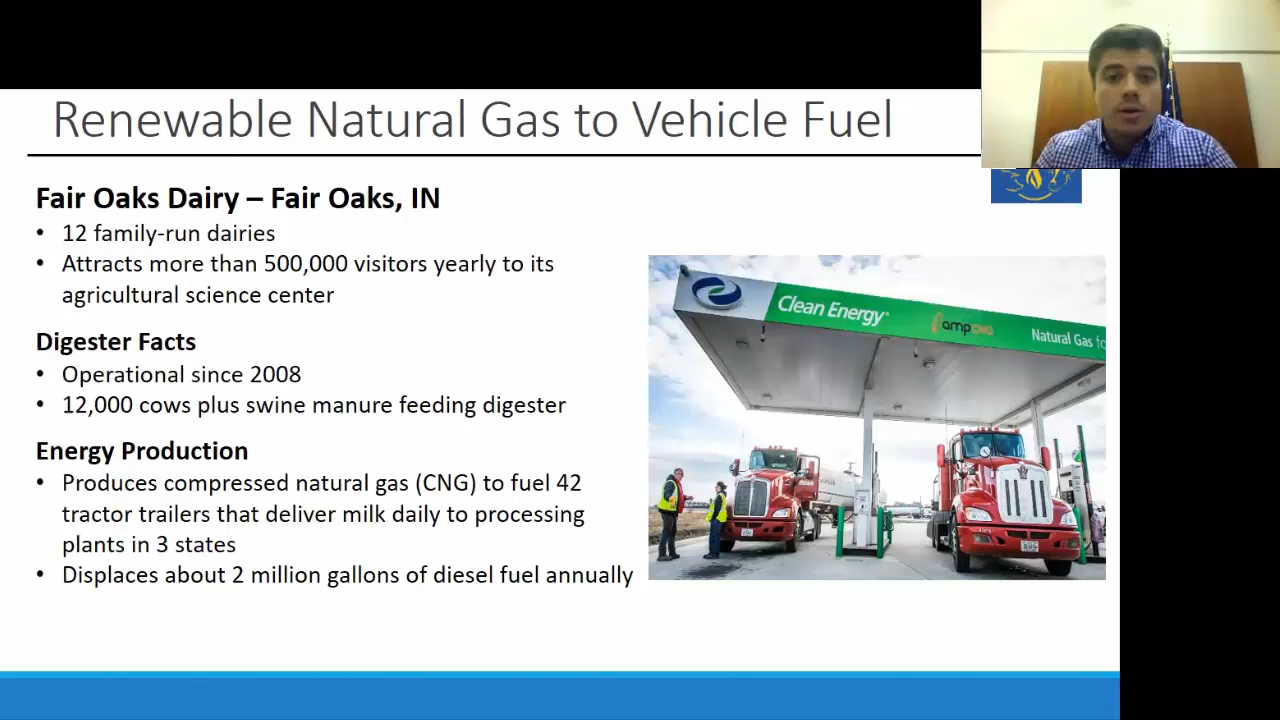 Renewable Natural Gas to Vehicle Fuel
Fair Oaks Dairy – Fair Oaks, IN
• 12 family-run dairies
• Attracts more than 500,000 visitors yearly to its
agricultural science center
Digester Facts
• Operational since 2008
• 12,000 cows plus swine manure feeding digester
Energy Production
• Produces compressed natural gas (CNG) to fuel 42
tractor trailers that deliver milk daily to processing
plants in 3 states
• Displaces about 2 million gallons of diesel fuel annually
Clean Energy
amp CNG
Natural Gas fo